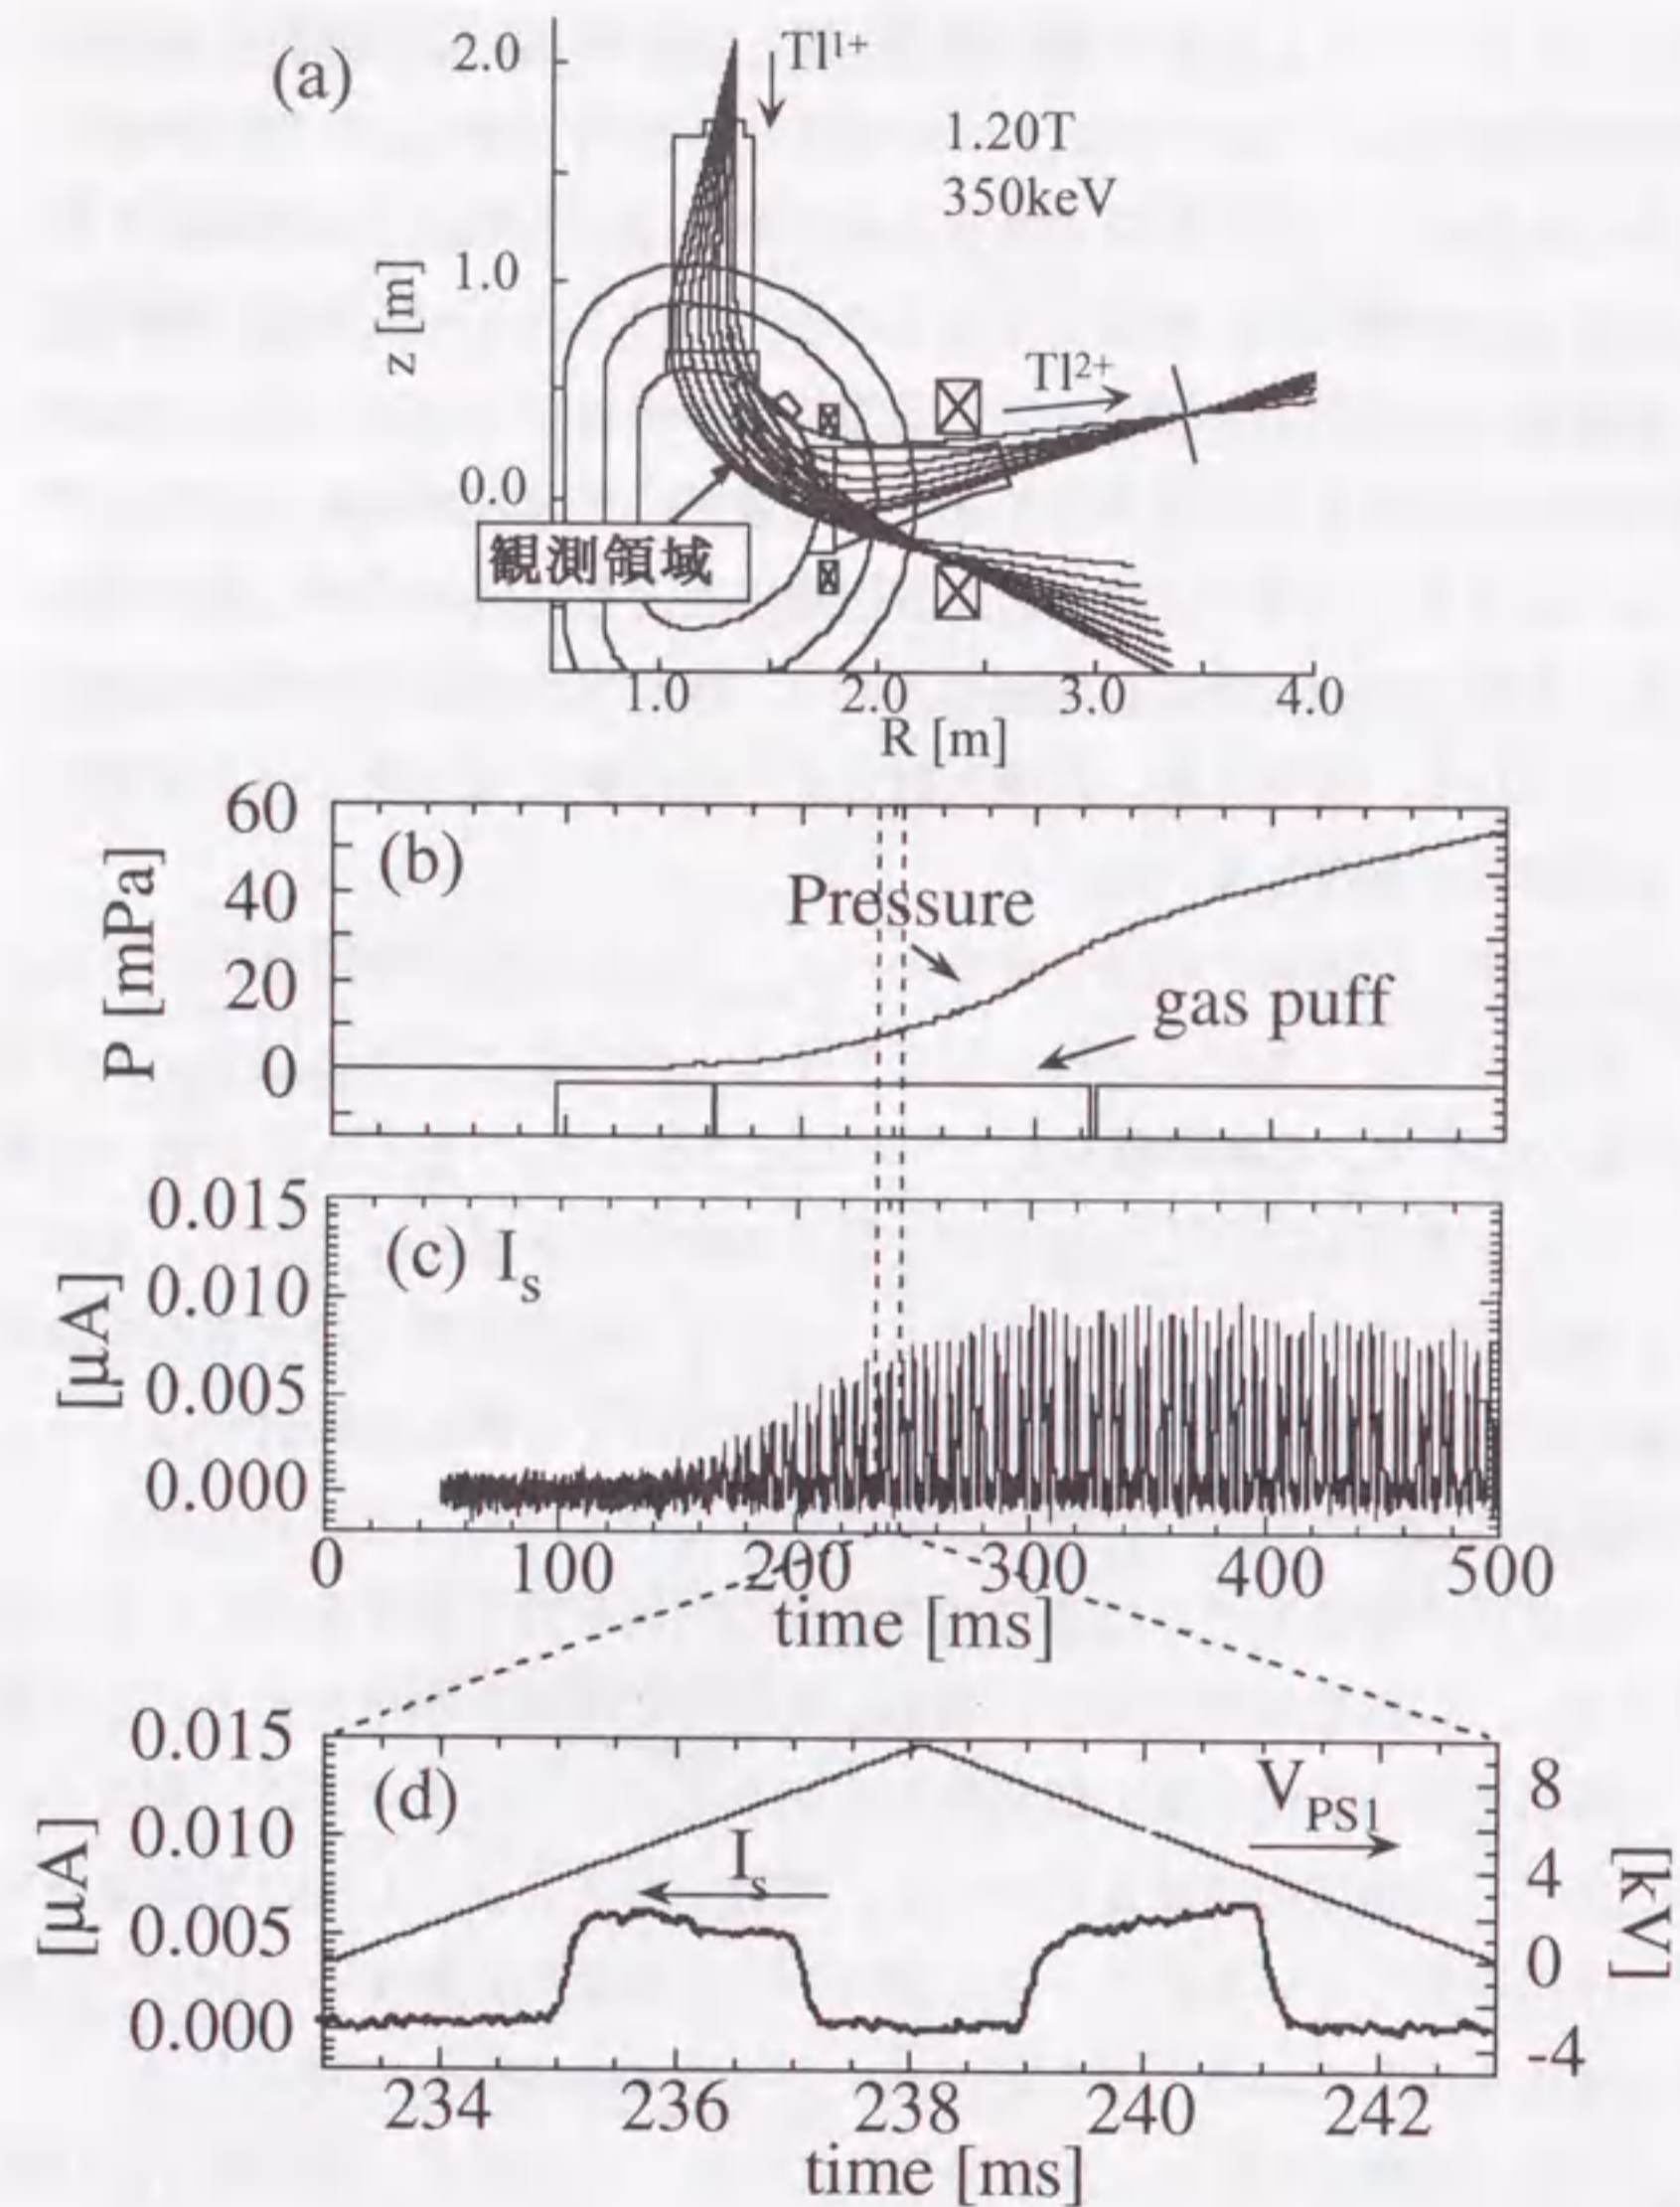 (a)
Tl1+
1.20T
350keV
2.0
1.0
0.0
z [m]
Tl2+
観測領域
1.0 2.0 3.0 4.0
R [m]
(b)
60
40
20
0
P [mPa]
Pressure
gas puff
(c) Is
0.015
0.010
0.005
0.000
[μA]
0 100 200 300 400 500
time [ms]
(d)
0.015
0.010
0.005
0.000
[μA]
Is
VPS1
8
4
0
-4
[kV]
234 236 238 240 242
time [ms]